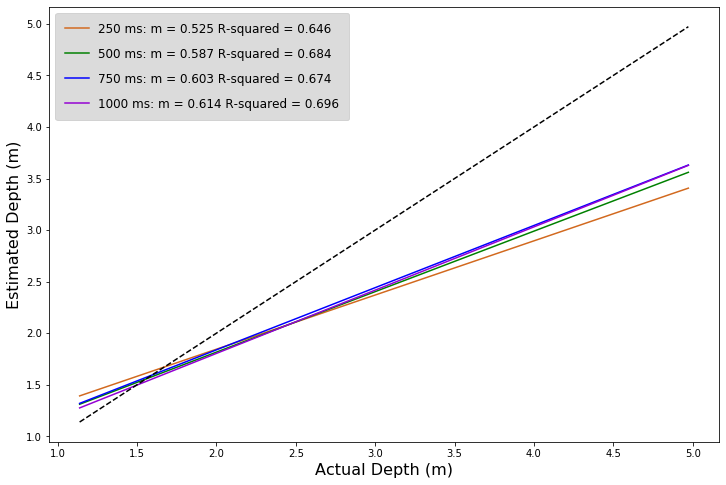 250 ms: m = 0.525 R-squared = 0.646
500 ms: m = 0.587 R-squared = 0.684
750 ms: m = 0.603 R-squared = 0.674
1000 ms: m = 0.614 R-squared = 0.696
5.0
4.5
4.0
3.5
3.0
2.5
2.0
1.5
1.0
Estimated Depth (m)
1.0 1.5 2.0 2.5 3.0 3.5 4.0 4.5 5.0
Actual Depth (m)